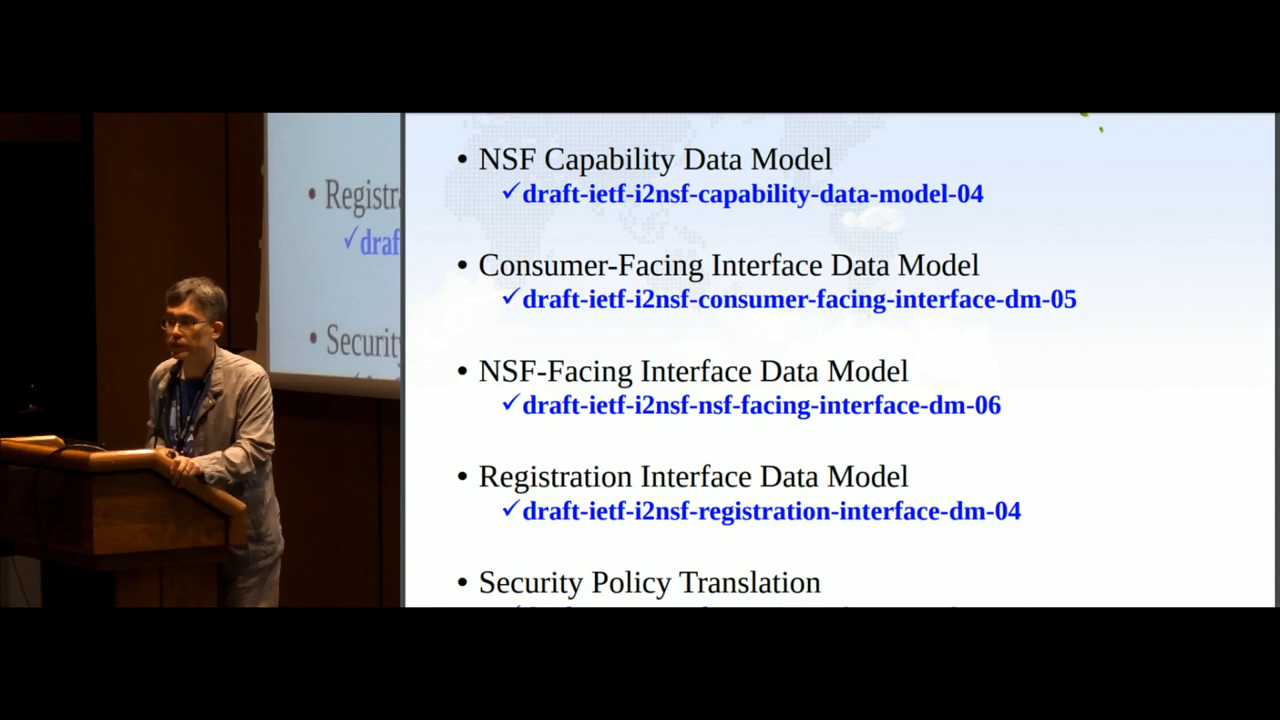 • Registr
✓draf
• Security
• NSF Capability Data Model
✓draft-ietf-i2nsf-capability-data-model-04
• Consumer-Facing Interface Data Model
✓draft-ietf-i2nsf-consumer-facing-interface-dm-05
• NSF-Facing Interface Data Model
✓draft-ietf-i2nsf-nsf-facing-interface-dm-06
• Registration Interface Data Model
✓draft-ietf-i2nsf-registration-interface-dm-04
• Security Policy Translation